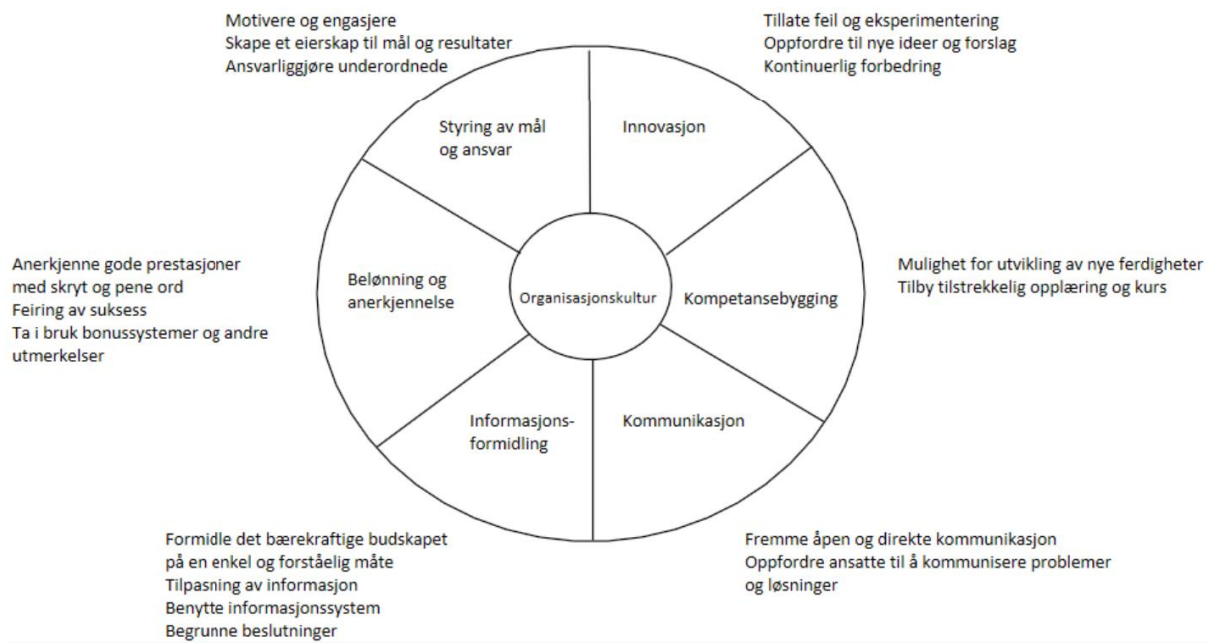 Motivere og engasjere
Skape et eierskap til mål og resultater
Ansvarliggjøre underordnede
Tillate feil og eksperimentering
Oppfordre til nye ideer og forslag
Kontinuerlig forbedring
Styring av mål
og ansvar
Innovasjon
Anerkjenne gode prestasjoner
med skryt og pene ord
Feiring av suksess
Ta i bruk bonussystemer og andre
utmerkelser
Belønning og
anerkjennelse
Organisasjonskultur
Kompetansebygging
Mulighet for utvikling av nye ferdigheter
Tilby tilstrekkelig opplæring og kurs
Informasjons-
formidling
Kommunikasjon
Formidle det bærekraftige budskapet
på en enkel og forståelig måte
Tilpasning av informasjon
Benytte informasjonssystem
Begrunne beslutninger
Fremme åpen og direkte kommunikasjon
Oppfordre ansatte til å kommunisere problemer
og løsninger